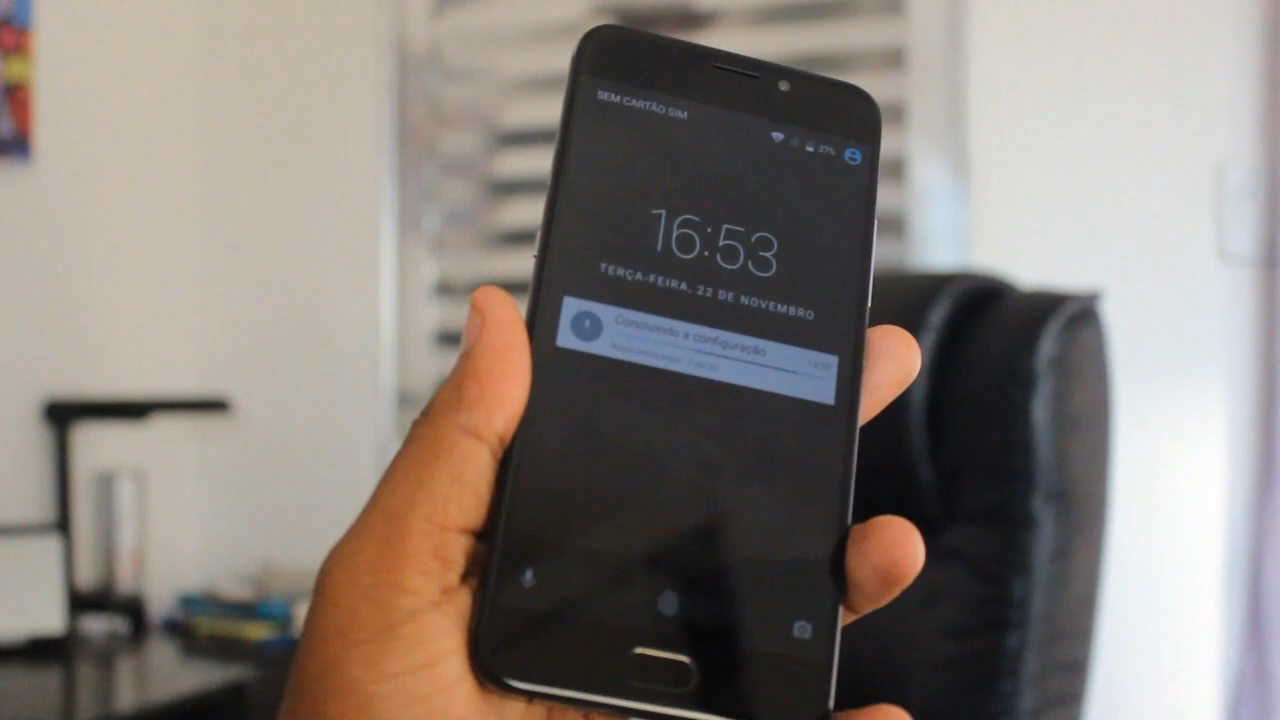 SEM CARTÃO SIM
37%
16:53
TERÇA-FEIRA, 22 DE NOVEMBRO
Concluindo a configuração